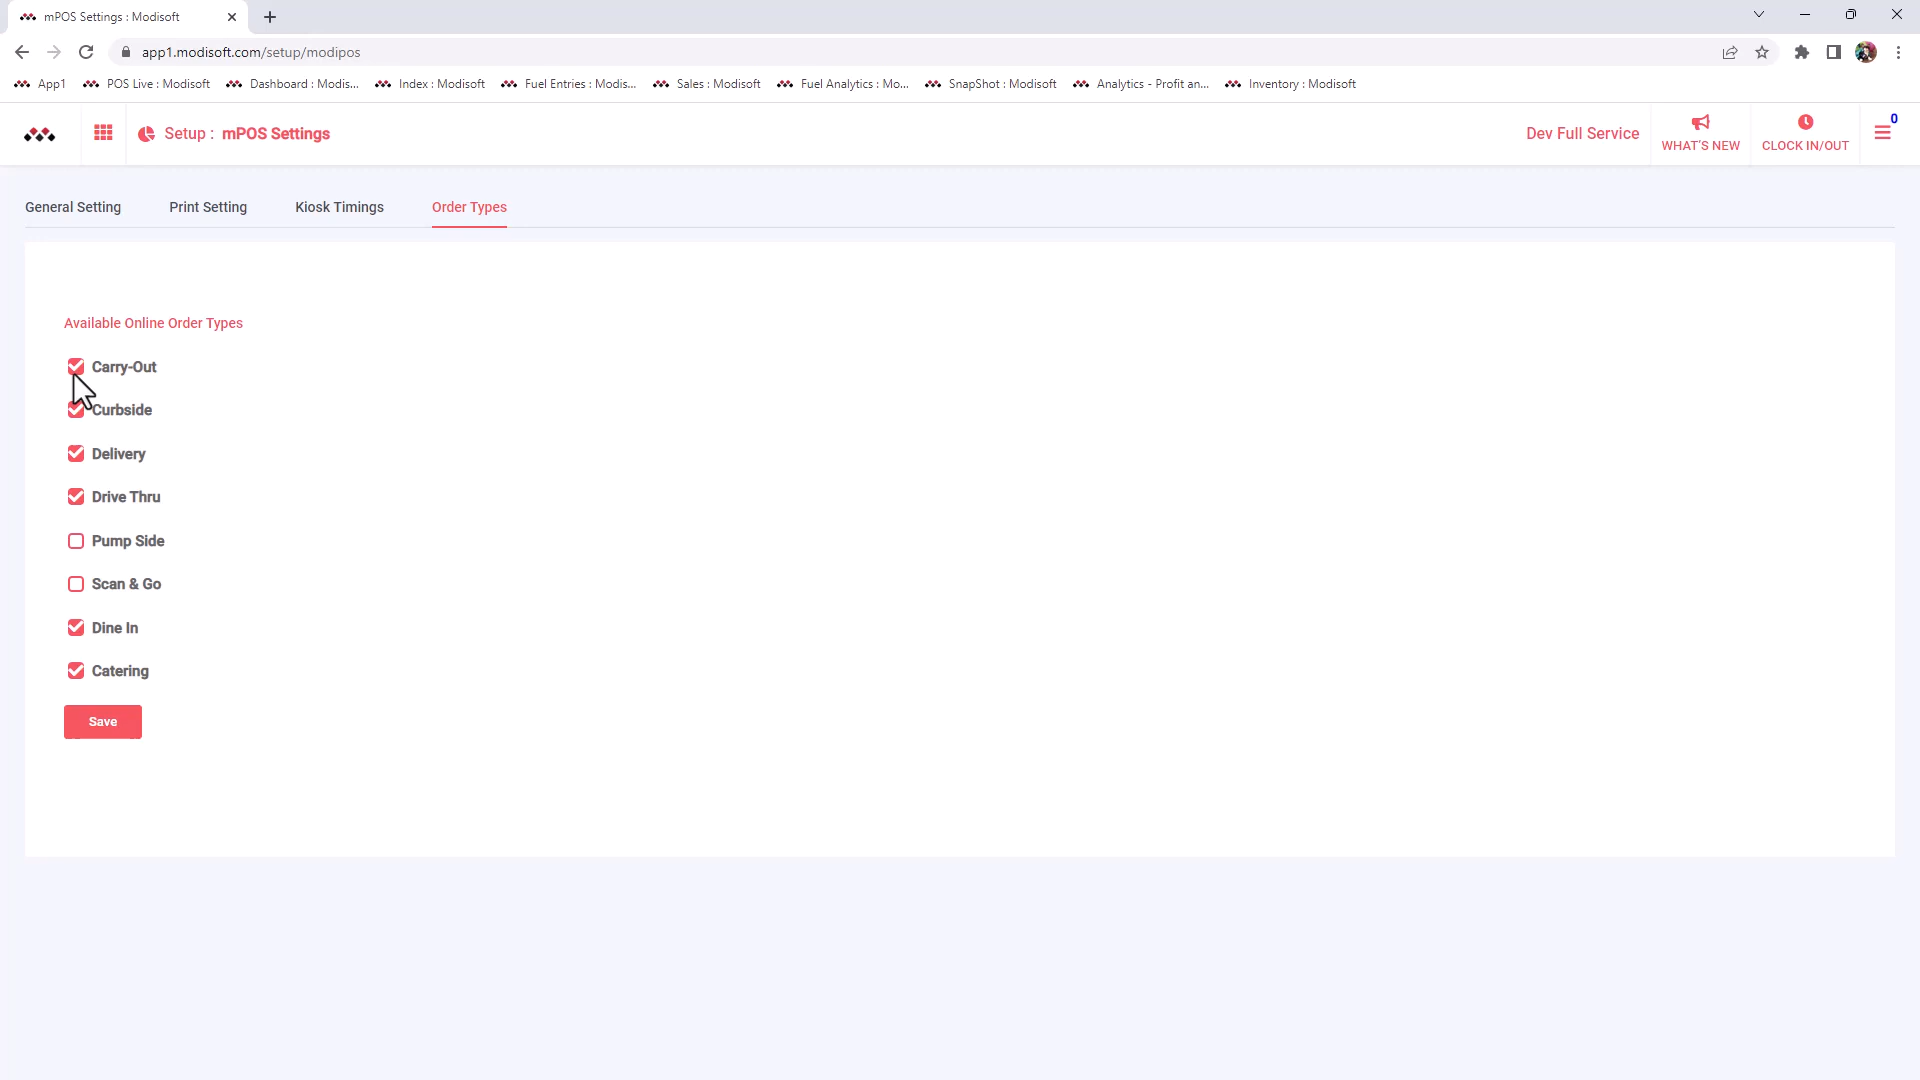 mPOS Settings : Modisoft
app1.modisoft.com/setup/modipos
App1 POS Live : Modisoft Dashboard : Modis... Index : Modisoft Fuel Entries : Modis... Sales : Modisoft Fuel Analytics : Mo... SnapShot : Modisoft Analytics - Profit an... Inventory : Modisoft
Setup : mPOS Settings Dev Full Service WHAT'S NEW CLOCK IN/OUT 0
General Setting Print Setting Kiosk Timings Order Types
Available Online Order Types
Carry-Out
Curbside
Delivery
Drive Thru
Pump Side
Scan & Go
Dine In
Catering
Save